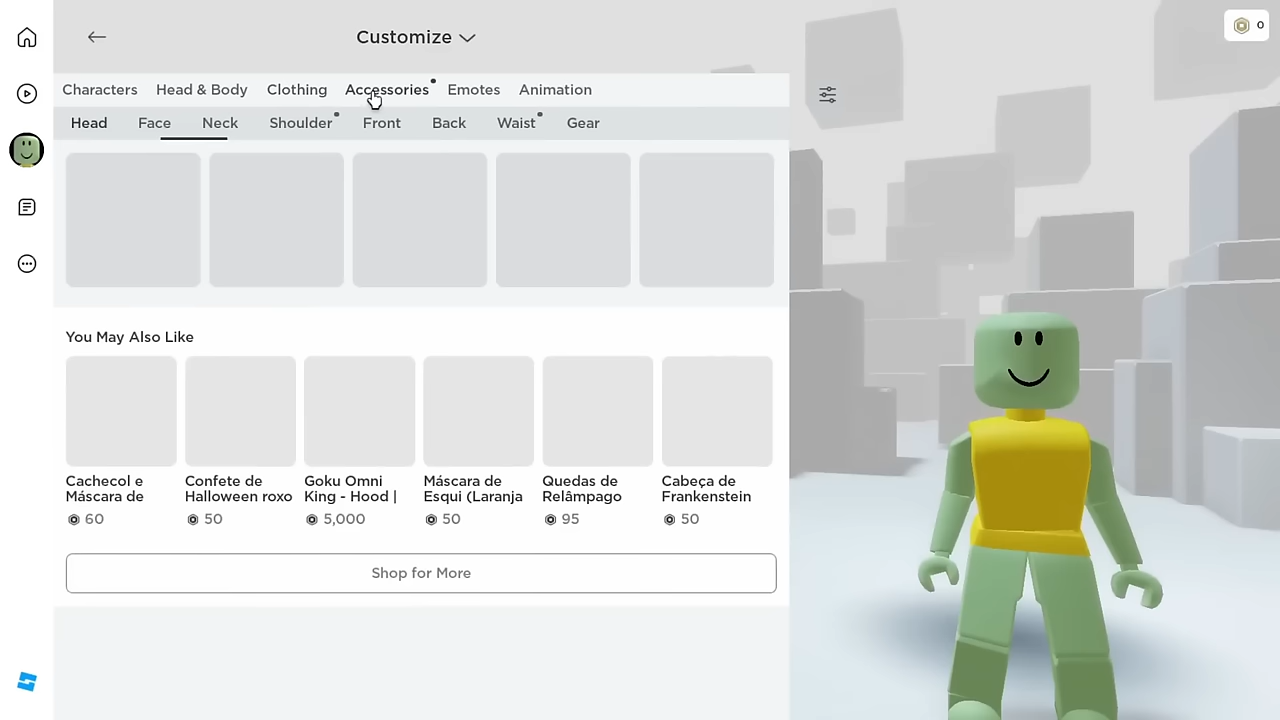 Customize
0
Characters Head & Body Clothing Accessories Emotes Animation
Head Face Neck Shoulder Front Back Waist Gear
You May Also Like
Cachecol e
Máscara de
60
Confete de
Halloween roxo
50
Goku Omni
King - Hood |
5,000
Máscara de
Esqui (Laranja
50
Quedas de
Relâmpago
95
Cabeça de
Frankenstein
50
Shop for More